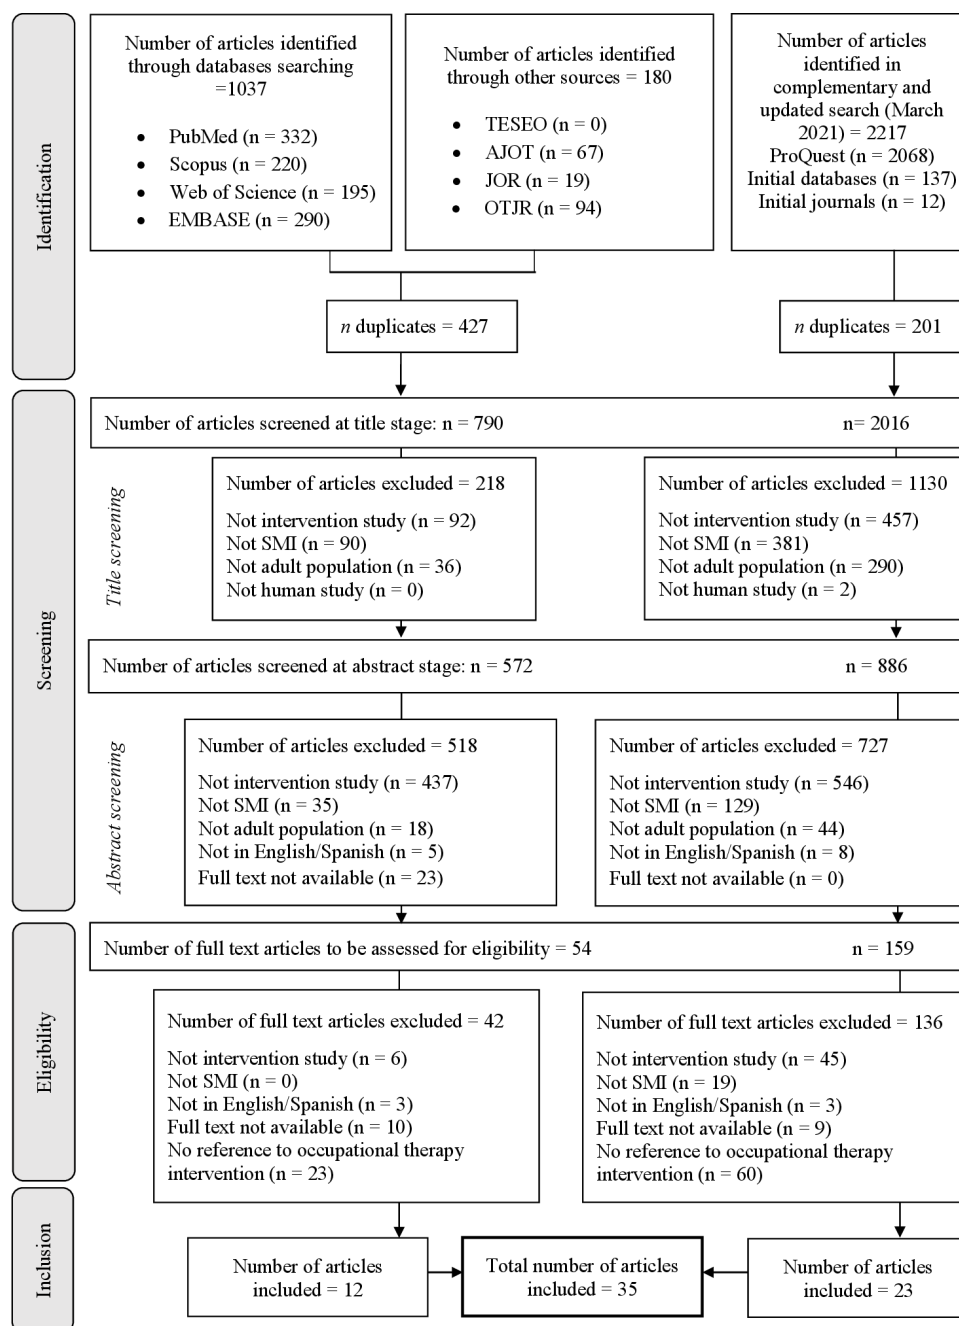 Identification
Number of articles identified
through databases searching
=1037
• PubMed (n = 332)
• Scopus (n = 220)
• Web of Science (n = 195)
• EMBASE (n = 290)
Number of articles identified
through other sources = 180
• TESEO (n = 0)
• AJOT (n = 67)
• JOR (n = 19)
• OTJR (n = 94)
Number of articles
identified in
complementary and
updated search (March
2021) = 2217
ProQuest (n = 2068)
Initial databases (n = 137)
Initial journals (n = 12)
n duplicates = 427
n duplicates = 201
Screening
Number of articles screened at title stage: n = 790
n= 2016
Title screening
Number of articles excluded = 218
Not intervention study (n = 92)
Not SMI (n = 90)
Not adult population (n = 36)
Not human study (n = 0)
Number of articles excluded = 1130
Not intervention study (n = 457)
Not SMI (n = 381)
Not adult population (n = 290)
Not human study (n = 2)
Number of articles screened at abstract stage: n = 572
n = 886
Abstract screening
Number of articles excluded = 518
Not intervention study (n = 437)
Not SMI (n = 35)
Not adult population (n = 18)
Not in English/Spanish (n = 5)
Full text not available (n = 23)
Number of articles excluded = 727
Not intervention study (n = 546)
Not SMI (n = 129)
Not adult population (n = 44)
Not in English/Spanish (n = 8)
Full text not available (n = 0)
Eligibility
Number of full text articles to be assessed for eligibility = 54
n = 159
Number of full text articles excluded = 42
Not intervention study (n = 6)
Not SMI (n = 0)
Not in English/Spanish (n = 3)
Full text not available (n = 10)
No reference to occupational therapy
intervention (n = 23)
Number of full text articles excluded = 136
Not intervention study (n = 45)
Not SMI (n = 19)
Not in English/Spanish (n = 3)
Full text not available (n = 9)
No reference to occupational therapy
intervention (n = 60)
Inclusion
Number of articles
included = 12
Total number of articles
included = 35
Number of articles
included = 23